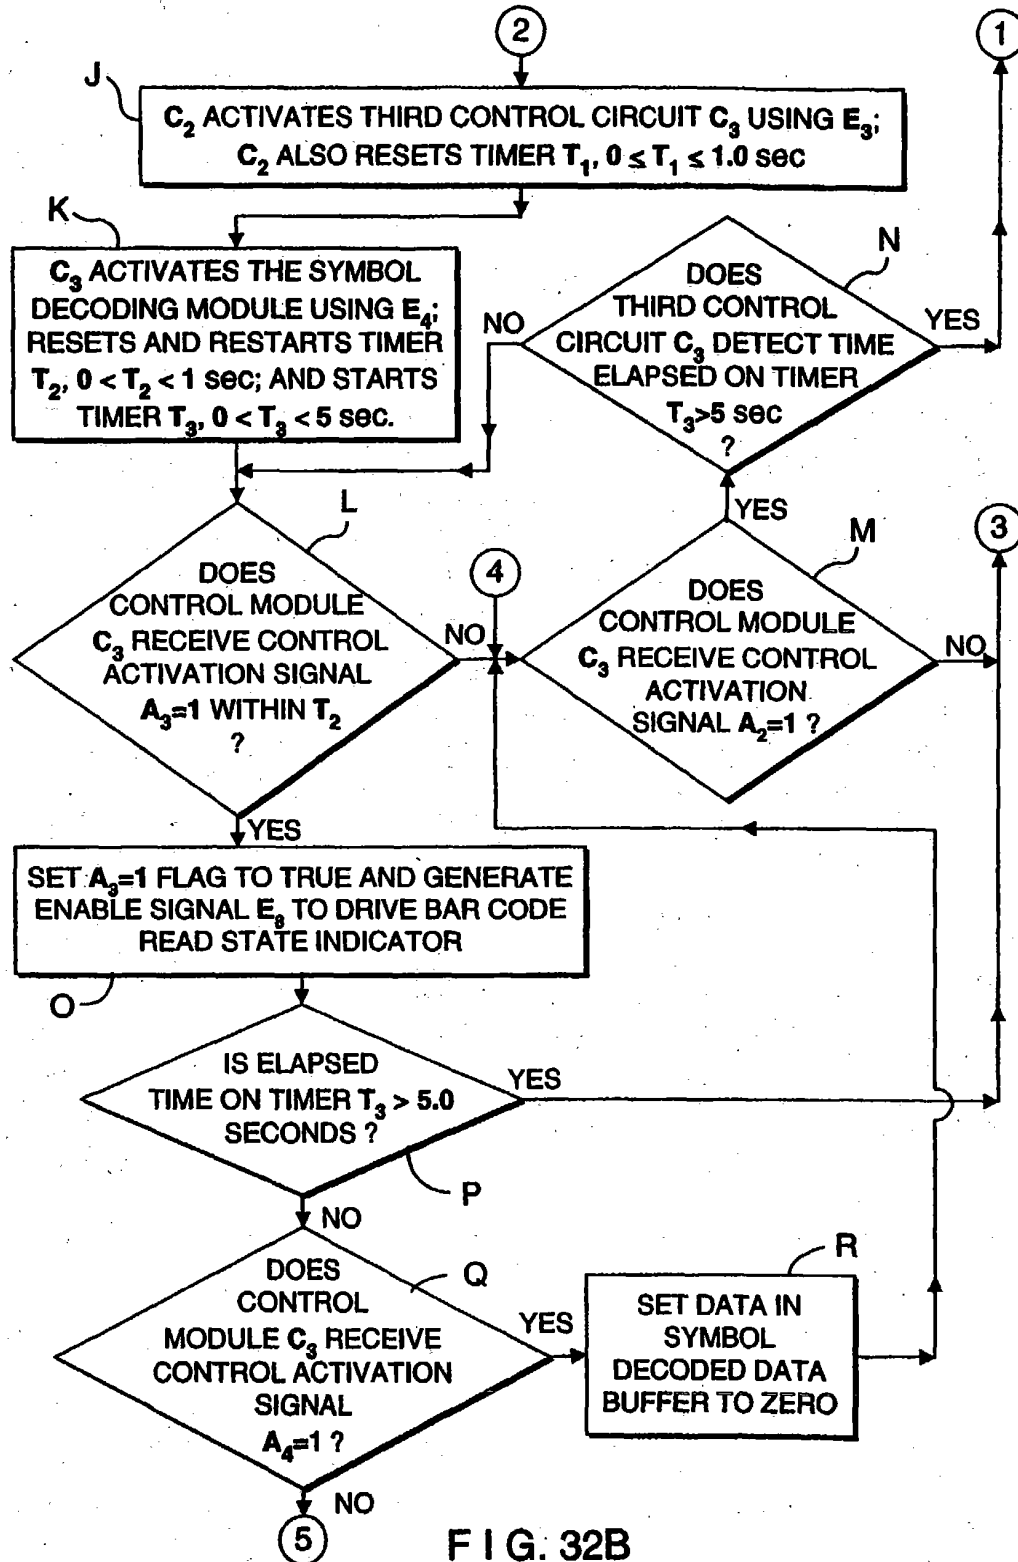 2
1
J
C2 ACTIVATES THIRD CONTROL CIRCUIT C3 USING E3;
C2 ALSO RESETS TIMER T1, 0 ≤ T1 ≤ 1.0 sec
K
C3 ACTIVATES THE SYMBOL
DECODING MODULE USING E4;
RESETS AND RESTARTS TIMER
T2, 0 < T2 < 1 sec; AND STARTS
TIMER T3, 0 < T3 < 5 sec.
N
DOES
THIRD CONTROL
CIRCUIT C3 DETECT TIME
ELAPSED ON TIMER
T3>5 sec
?
NO
YES
YES
L
DOES
CONTROL MODULE
C3 RECEIVE CONTROL
ACTIVATION SIGNAL
A3=1 WITHIN T2
?
NO
YES
4
M
DOES
CONTROL MODULE
C3 RECEIVE CONTROL
ACTIVATION
SIGNAL A2=1 ?
NO
3
SET A3=1 FLAG TO TRUE AND GENERATE
ENABLE SIGNAL E8 TO DRIVE BAR CODE
READ STATE INDICATOR
O
IS ELAPSED
TIME ON TIMER T3 > 5.0
SECONDS ?
YES
P
NO
DOES
CONTROL
MODULE C3 RECEIVE
CONTROL ACTIVATION
SIGNAL
A4=1 ?
Q
YES
R
SET DATA IN
SYMBOL
DECODED DATA
BUFFER TO ZERO
NO
5
FIG. 32B